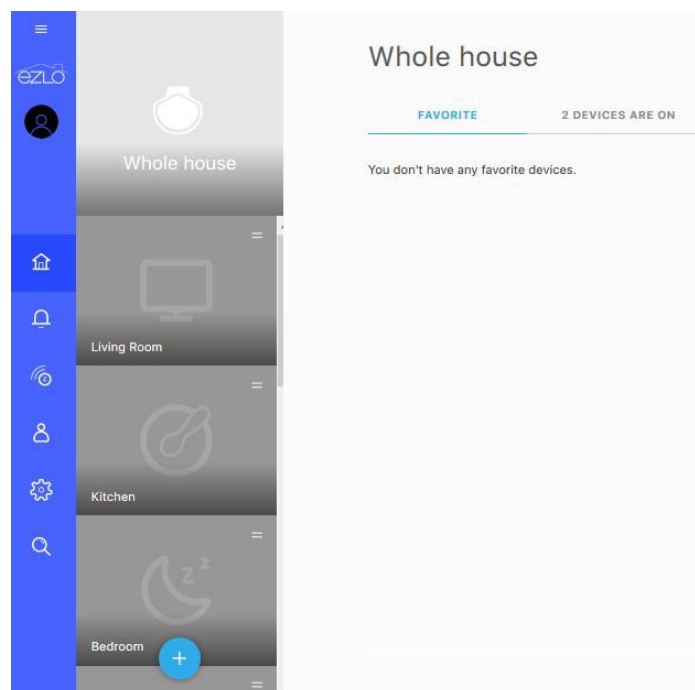 ezlo
Whole house
Living Room
Kitchen
Z z
Bedroom
+
Whole house
FAVORITE
2 DEVICES ARE ON
You don't have any favorite devices.